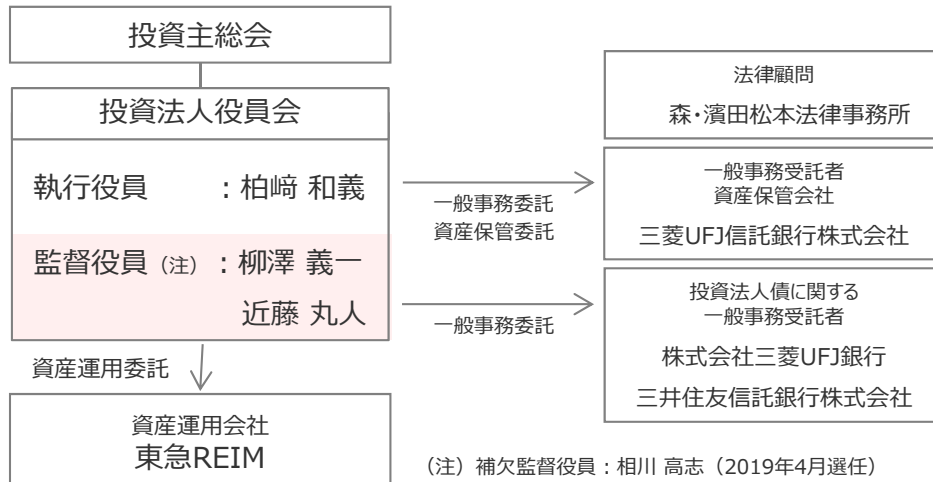 投資主総会
投資法人役員会
執行役員 ：柏﨑 和義
監督役員（注）：柳澤 義一
近藤 丸人
資産運用委託
資産運用会社
東急REIM
一般事務委託
資産保管委託
一般事務委託
法律顧問
森・濱田松本法律事務所
一般事務受託者
資産保管会社
三菱UFJ信託銀行株式会社
投資法人債に関する
一般事務受託者
株式会社三菱UFJ銀行
三井住友信託銀行株式会社
（注）補欠監督役員：相川 高志（2019年4月選任）